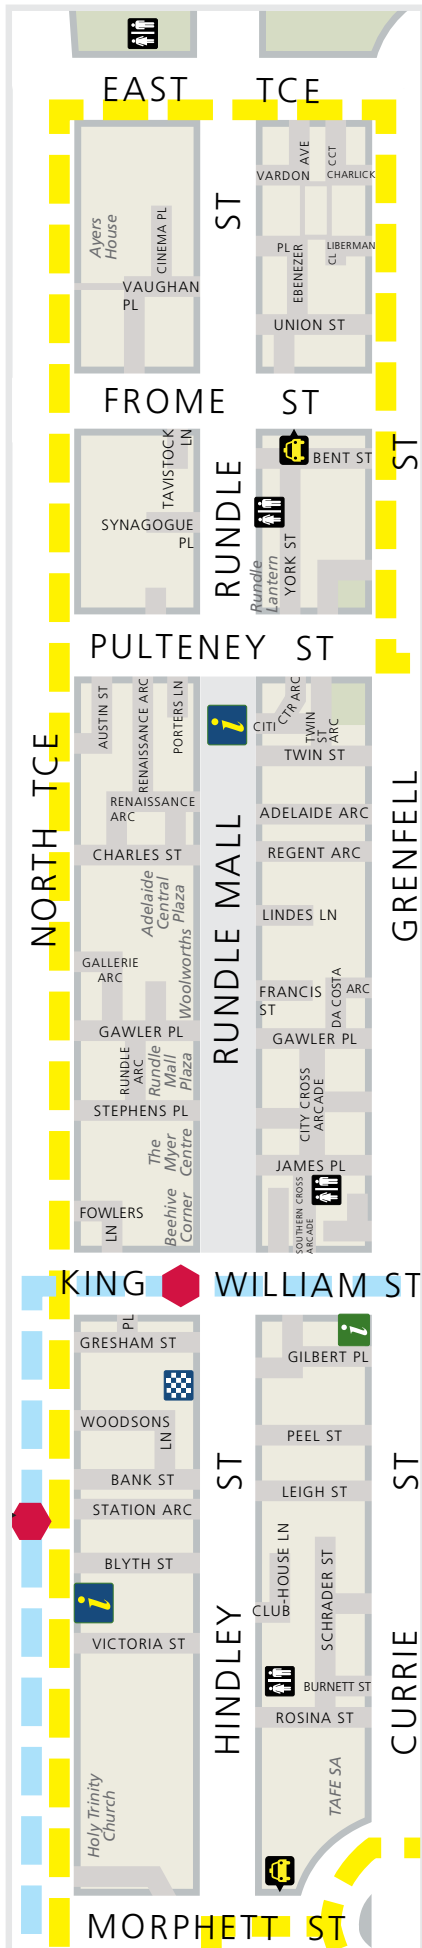 EAST TCE
AVE
CCT
VARDON
CHARLICK
Ayers
House
CINEMA PL
ST
PL
LIBERMAN
CL
EBENEZER
VAUGHAN
PL
UNION ST
FROME ST
TAVISTOCK
LN
BENT ST
ST
RUNDLE
SYNAGOGUE
PL
YORK ST
Rundle
Lantern
PULTENEY ST
AUSTIN ST
RENAISSANCE ARC
PORTERS LN
i
CITI
CTR ARC
TWIN
ST
ARC
TWIN ST
NORTH TCE
RENAISSANCE
ARC
ADELAIDE ARC
GRENFELL
CHARLES ST
REGENT ARC
RUNDLE MALL
Adelaide
Central
Plaza
LINDES LN
Woolworths
GALLERIE
ARC
FRANCIS
ST
DA COSTA
ARC
GAWLER PL
GAWLER PL
RUNDLE
ARC
Rundle
Mall
Plaza
CITY CROSS
ARCADE
STEPHENS PL
The
Myer
Centre
JAMES PL
FOWLERS
LN
Beehive
Corner
SOUTHERN CROSS
ARCADE
KING WILLIAM ST
PL
GRESHAM ST
i
GILBERT PL
WOODSONS
LN
PEEL ST
ST
ST
BANK ST
LEIGH ST
STATION ARC
BLYTH ST
CLUB
-HOUSE LN
SCHRADER ST
i
VICTORIA ST
HINDLEY
CURRIE
BURNETT ST
ROSINA ST
Holy Trinity
Church
TAFE SA
MORPHETT ST